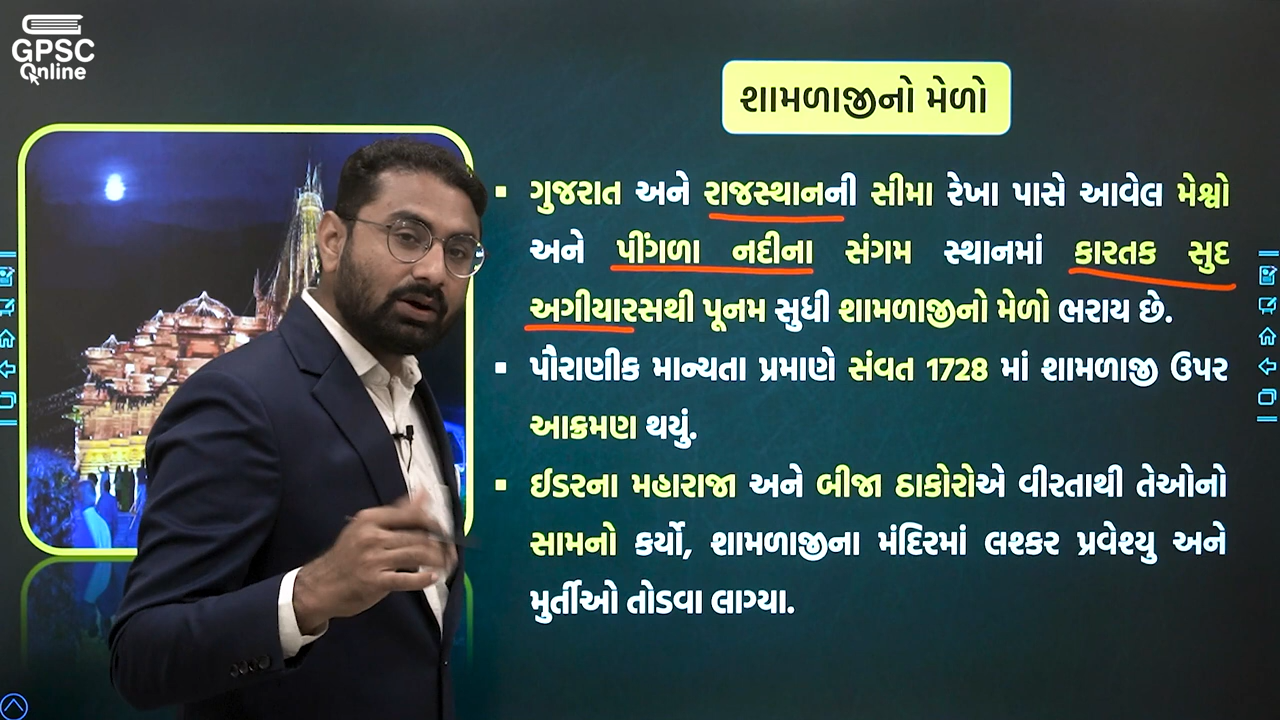 GPSC
Online
શામળાજીનો મેળો
▪ ગુજરાત અને રાજસ્થાનની સીમા રેખા પાસે આવેલ મેશ્વો
અને પીંગળા નદીના સંગમ સ્થાનમાં કારતક સુદ
અગીયારસથી પૂનમ સુધી શામળાજીનો મેળો ભરાય છે.
▪ પૌરાણીક માન્યતા પ્રમાણે સંવત 1728 માં શામળાજી ઉપર
આક્રમણ થયું.
▪ ઈડરના મહારાજા અને બીજા ઠાકોરોએ વીરતાથી તેઓનો
સામનો કર્યો, શામળાજીના મંદિરમાં લશ્કર પ્રવેશ્યુ અને
મુર્તીઓ તોડવા લાગ્યા.